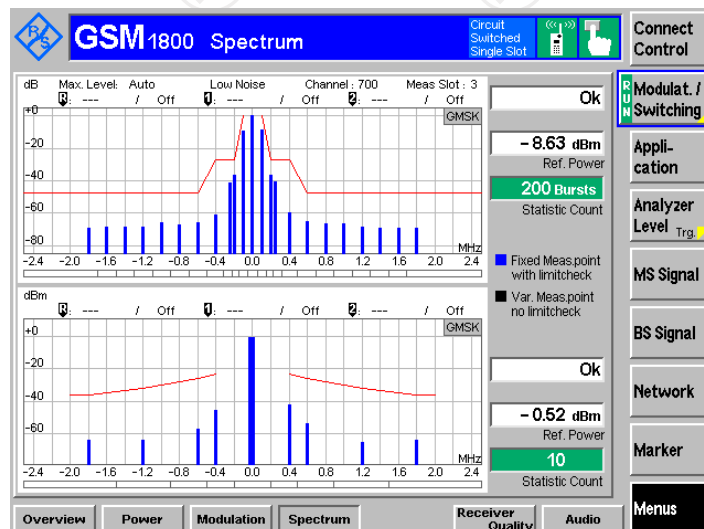 R&S
GSM 1800 Spectrum
Circuit
Switched
Single Slot
Connect
Control
dB Max. Level: Auto Low Noise Channel : 700 Meas Slot : 3
R: --- / Off 1: --- / Off 2: --- / Off
GMSK
+0
-20
-40
-60
-80
MHz
-2.4 -2.0 -1.6 -1.2 -0.8 -0.4 0.0 0.4 0.8 1.2 1.6 2.0 2.4
Ok
-8.63 dBm
Ref. Power
200 Bursts
Statistic Count
Fixed Meas.point
with limitcheck
Var. Meas.point
no limitcheck
dBm
R: --- / Off 1: --- / Off 2: --- / Off
GMSK
+0
-20
-40
-60
MHz
-2.4 -2.0 -1.6 -1.2 -0.8 -0.4 0.0 0.4 0.8 1.2 1.6 2.0 2.4
Ok
-0.52 dBm
Ref. Power
10
Statistic Count
RUN
Modulat. /
Switching
Appli-
cation
Analyzer
Level Trg.
MS Signal
BS Signal
Network
Marker
Menus
Overview Power Modulation Spectrum Receiver
Quality Audio